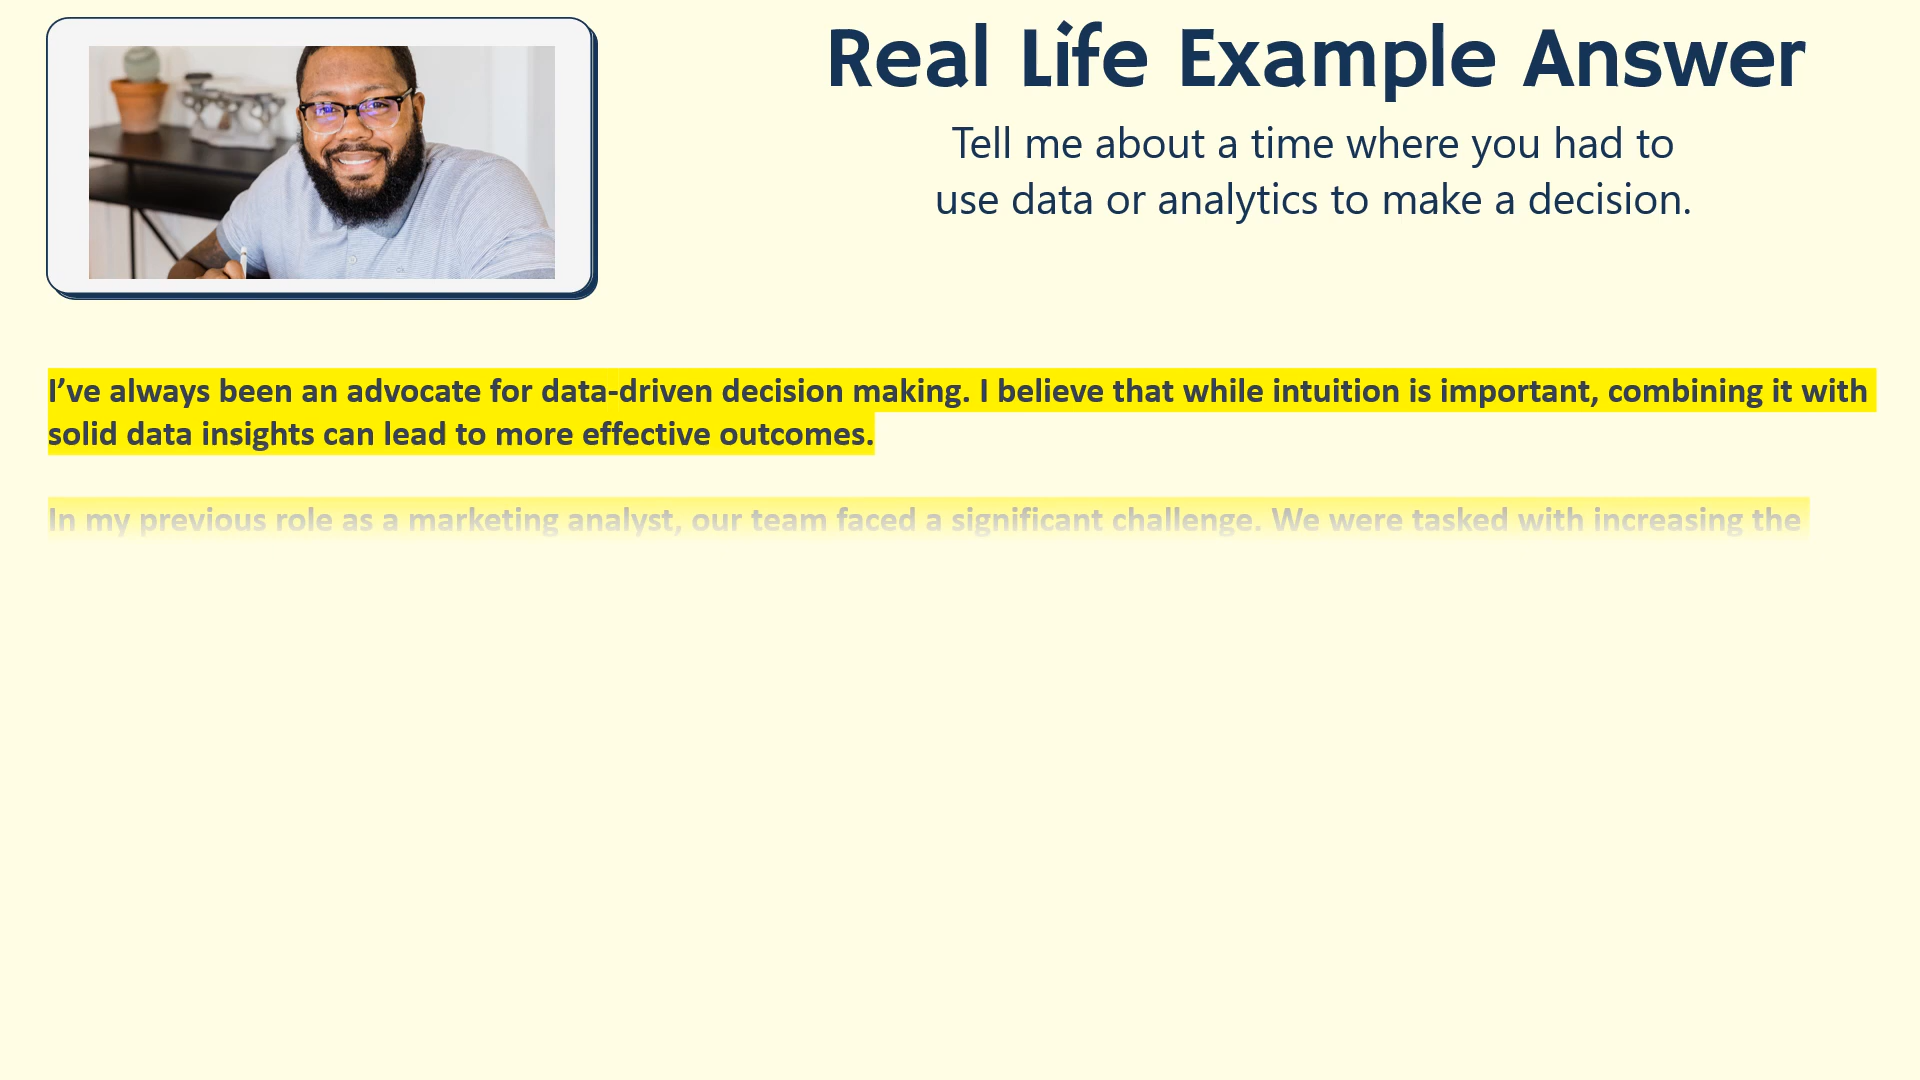 Real Life Example Answer
Tell me about a time where you had to
use data or analytics to make a decision.
I’ve always been an advocate for data-driven decision making. I believe that while intuition is important, combining it with
solid data insights can lead to more effective outcomes.
In my previous role as a marketing analyst, our team faced a significant challenge. We were tasked with increasing the